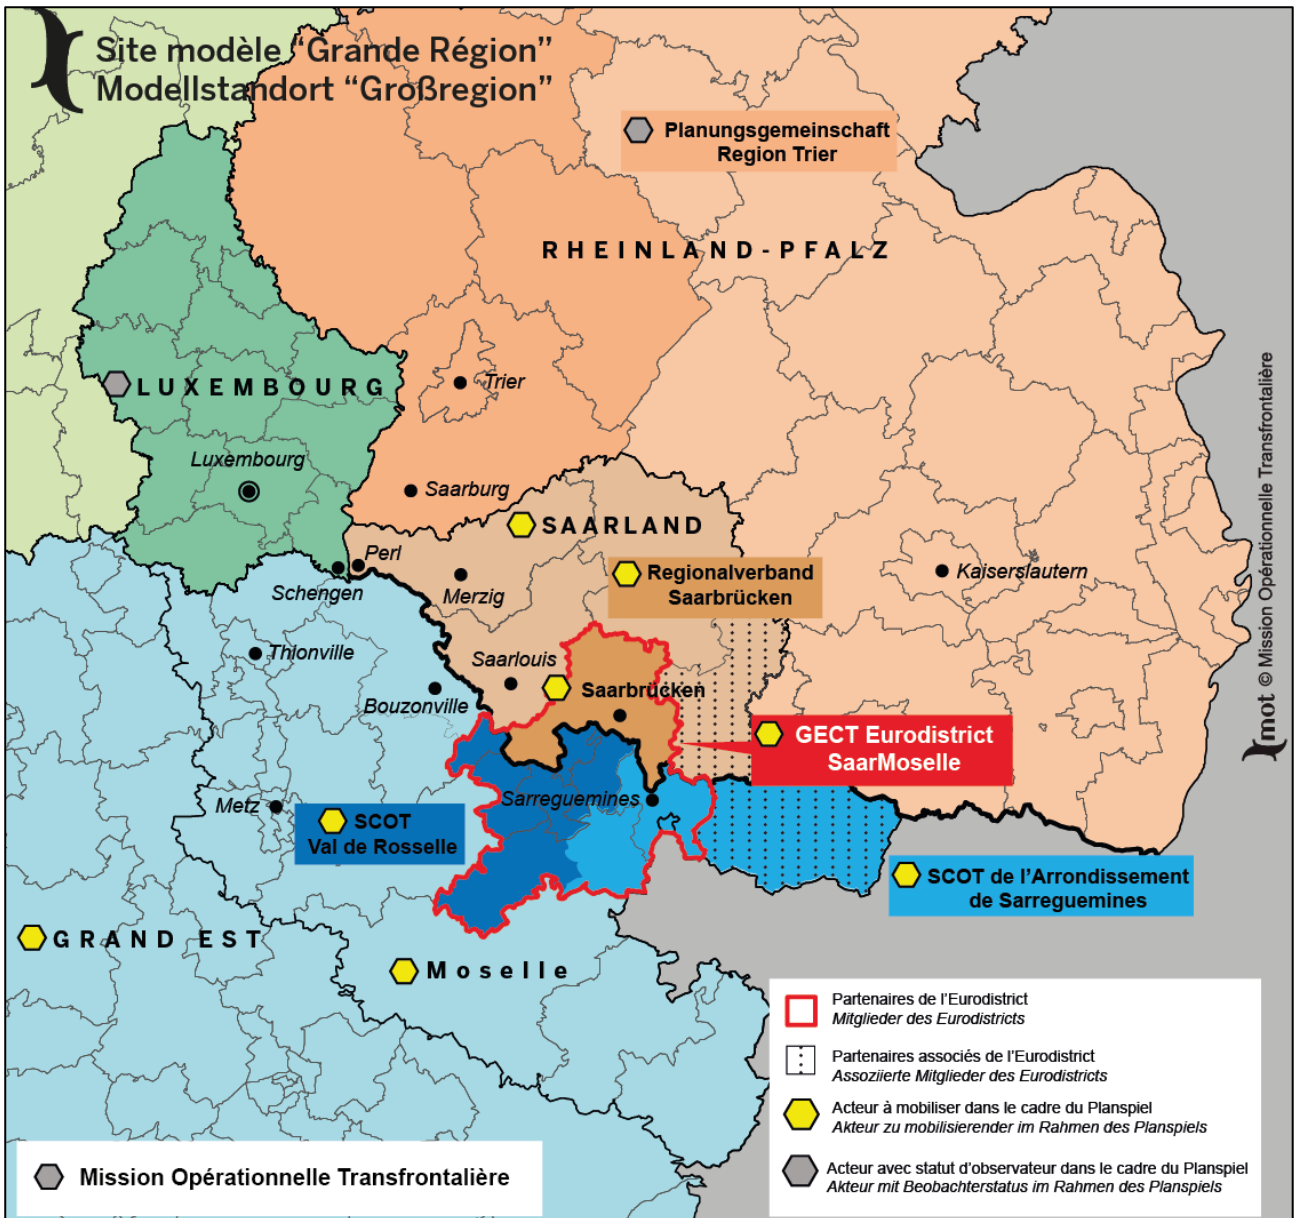 Site modèle “Grande Région”
Modellstandort “Großregion”
Planungsgemeinschaft
Region Trier
RHEINLAND-PFALZ
Trier
LUXEMBOURG
Luxembourg
Saarburg
SAARLAND
Perl
Schengen
Merzig
Regionalverband
Saarbrücken
Kaiserslautern
Thionville
Saarlouis
Saarbrücken
Bouzonville
GECT Eurodistrict
SaarMoselle
Metz
Sarreguemines
SCOT
Val de Rosselle
SCOT de l’Arrondissement
de Sarreguemines
GRAND EST
Moselle
Partenaires de l’Eurodistrict
Mitglieder des Eurodistricts
Partenaires associés de l’Eurodistrict
Assoziierte Mitglieder des Eurodistricts
Acteur à mobiliser dans le cadre du Planspiel
Akteur zu mobilisierender im Rahmen des Planspiels
Acteur avec statut d’observateur dans le cadre du Planspiel
Akteur mit Beobachterstatus im Rahmen des Planspiels
Mission Opérationnelle Transfrontalière
mot © Mission Opérationnelle Transfrontalière